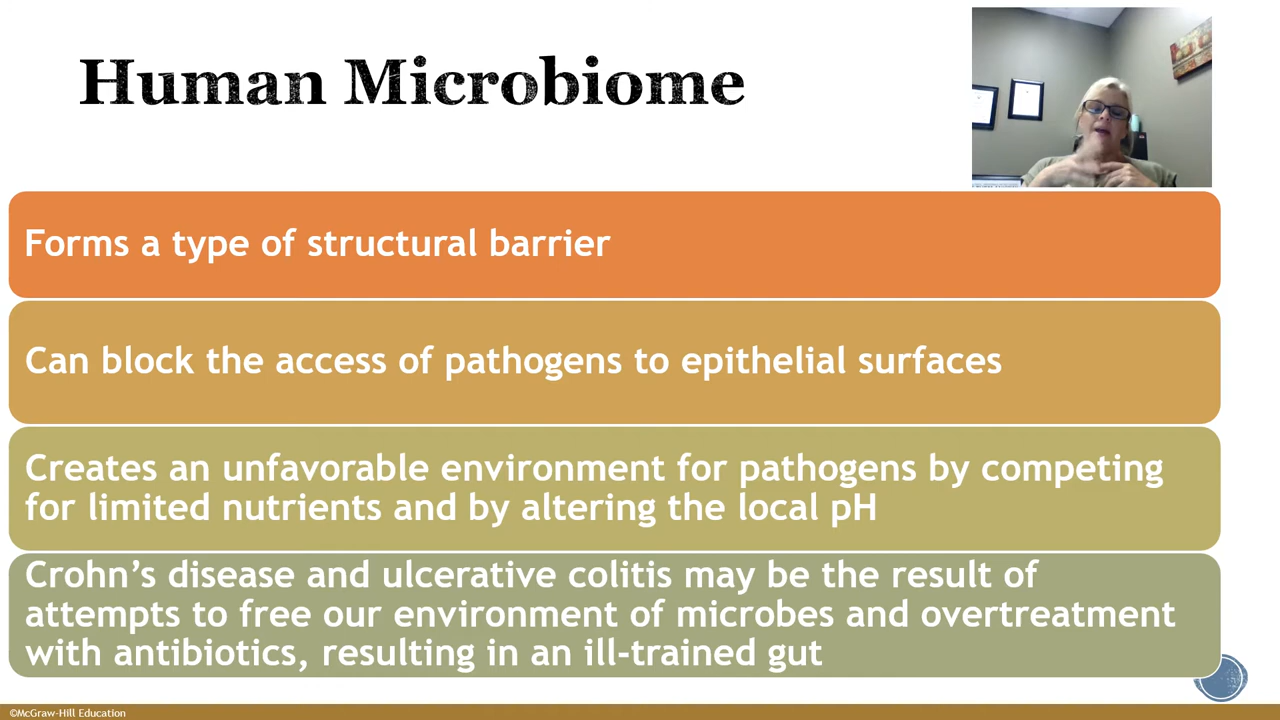 Human Microbiome
Forms a type of structural barrier
Can block the access of pathogens to epithelial surfaces
Creates an unfavorable environment for pathogens by competing
for limited nutrients and by altering the local pH
Crohn’s disease and ulcerative colitis may be the result of
attempts to free our environment of microbes and overtreatment
with antibiotics, resulting in an ill-trained gut
©McGraw-Hill Education